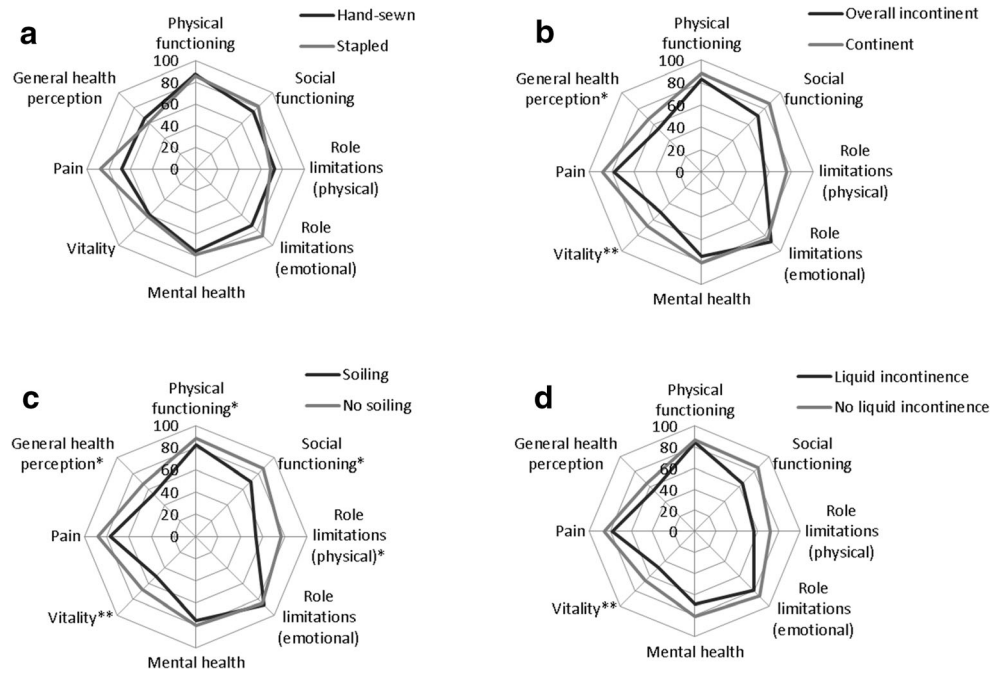 a
Hand-sewn
Stapled
Physical
functioning
Social
functioning
Role
limitations
(physical)
Role
limitations
(emotional)
Mental health
Vitality
Pain
General health
perception
100
80
60
40
20
0
b
Overall incontinent
Continent
Physical
functioning
Social
functioning
Role
limitations
(physical)
Role
limitations
(emotional)
Mental health
Vitality**
Pain
General health
perception*
100
80
60
40
20
0
c
Soiling
No soiling
Physical
functioning*
Social
functioning*
Role
limitations
(physical)*
Role
limitations
(emotional)
Mental health
Vitality**
Pain
General health
perception*
100
80
60
40
20
0
d
Liquid incontinence
No liquid incontinence
Physical
functioning
Social
functioning
Role
limitations
(physical)
Role
limitations
(emotional)
Mental health
Vitality**
Pain
General health
perception
100
80
60
40
20
0